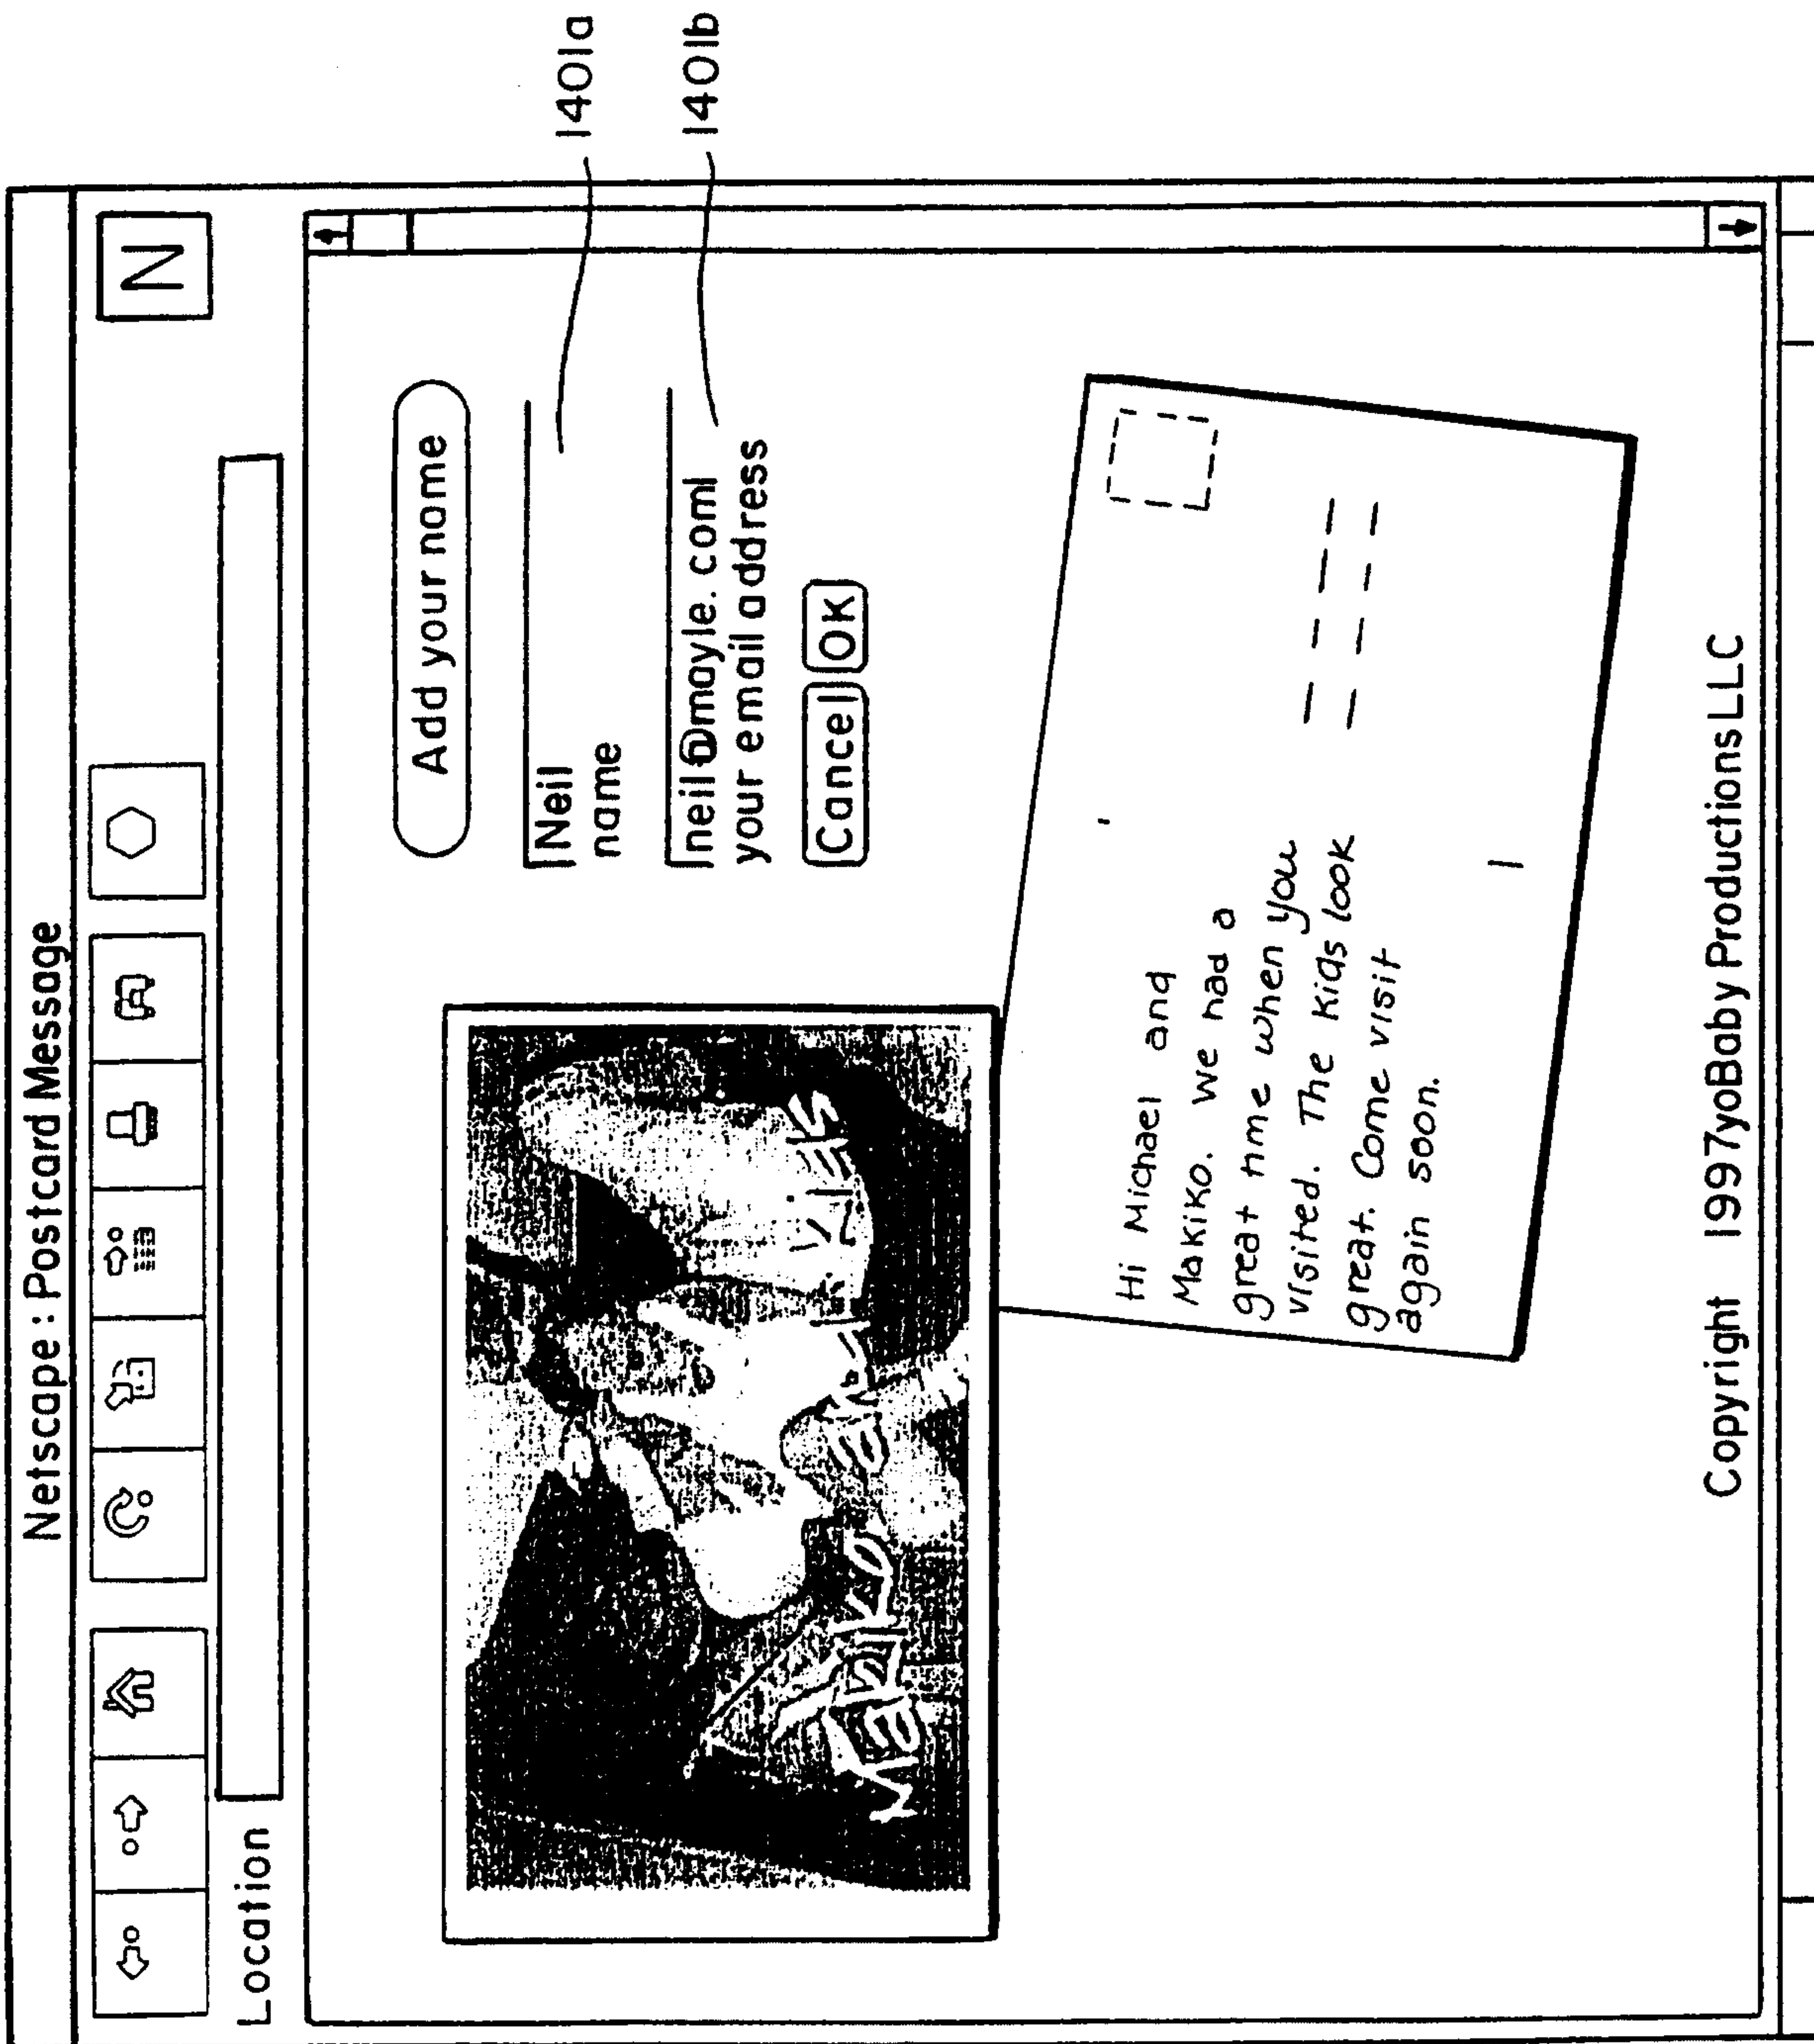 Netscape : Postcard Message
N
Location
Add your name
Neil
name
1401a
neil@mayle.com
your email address
1401b
Cancel OK
Hi Michael and
Makiko. We had a
great time when you
visited. The kids look
great. Come visit
again soon.
Copyright 1997 yoBaby Productions LLC